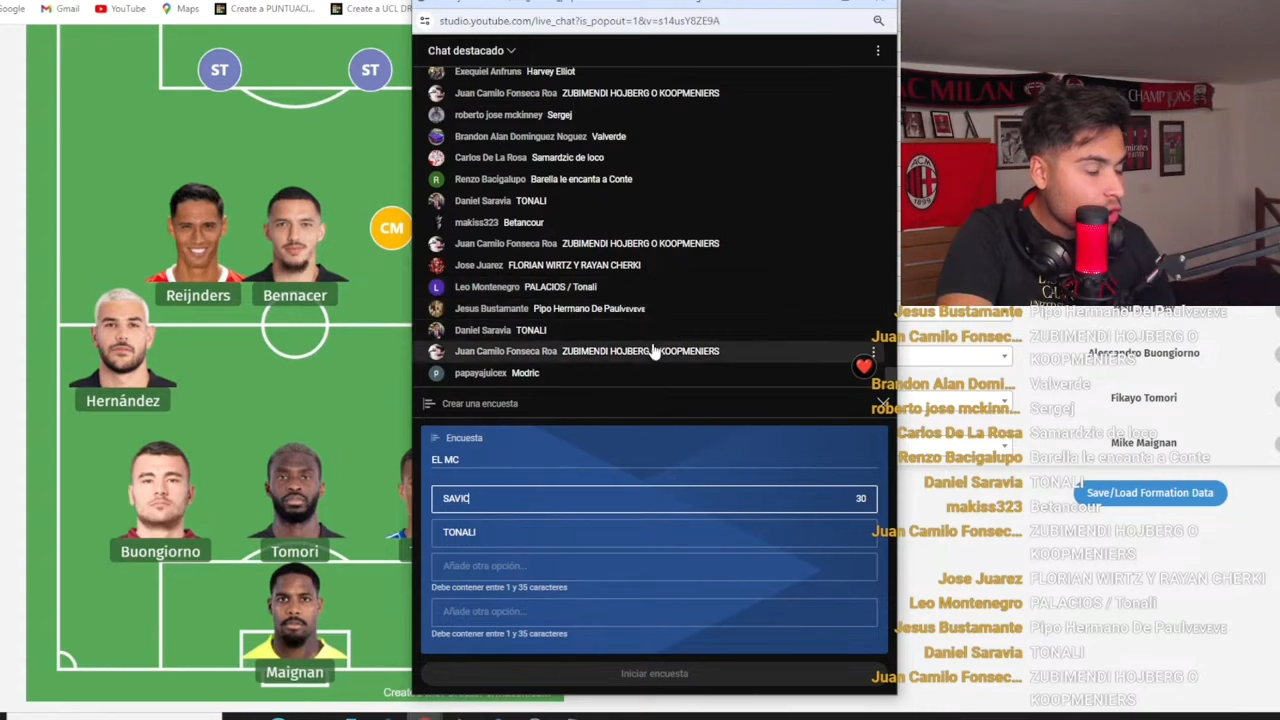 Google
Gmail
YouTube
Maps
Create a PUNTUACI...
Create a UCL DR
studio.youtube.com/live_chat?is_popout=1&v=s14usY8ZE9A
Chat destacado
Exequiel Anfruns Harvey Elliot
Juan Camilo Fonseca Roa ZUBIMENDI HOJBERG O KOOPMENIERS
roberto jose mckinney Sergej
Brandon Alan Dominguez Noguez Valverde
Carlos De La Rosa Samardzic de loco
R Renzo Bacigalupo Barella le encanta a Conte
Daniel Saravia TONALI
makiss323 Betancour
Juan Camilo Fonseca Roa ZUBIMENDI HOJBERG O KOOPMENIERS
Jose Juarez FLORIAN WIRTZ Y RAYAN CHERKI
L Leo Montenegro PALACIOS / Tonali
Jesus Bustamante Pipo Hermano De Paulveveve
Daniel Saravia TONALI
Juan Camilo Fonseca Roa ZUBIMENDI HOJBERG O KOOPMENIERS
papayajuicex Modric
Crear una encuesta
Encuesta
EL MC
SAVIC 30
TONALI
Añade otra opción...
Debe contener entre 1 y 35 caracteres
Añade otra opción...
Debe contener entre 1 y 35 caracteres
Iniciar encuesta
ST
ST
CM
Reijnders
Bennacer
Hernández
Buongiorno
Tomori
Maignan
AC MILAN
CHAMPIONS
ACM
Jesus Bustamante Pipo Hermano De Paulvevev
Juan Camilo Fonsec... ZUBIMENDI HOJBERG O
KOOPMENIERS
Brandon Alan Domi... Valverde
roberto jose mckinn... Sergej
Carlos De La Rosa Samardzic de loco
Renzo Bacigalupo Barella le encanta a Conte
Daniel Saravia TONALI
makiss323 Betancour
Juan Camilo Fonsec... ZUBIMENDI HOJBERG O
KOOPMENIERS
Jose Juarez FLORIAN WIRTZ Y RAYAN CHERKI
Leo Montenegro PALACIOS / Tonali
Jesus Bustamante Pipo Hermano De Paulvevev
Daniel Saravia TONALI
Juan Camilo Fonsec... ZUBIMENDI HOJBERG O
KOOPMENIERS
Alessandro Buongiorno
Fikayo Tomori
Mike Maignan
Save/Load Formation Data